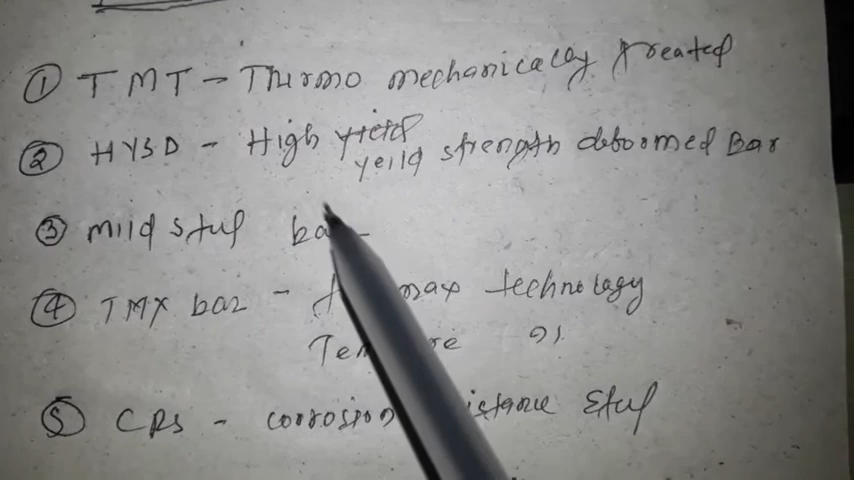 ① TMT - Thurmo mechanically treated
② HYSD - High yield
yeild strength deformed Bar
③ mild steel
④ TMX bar - technology
⑤ CRS - corrosion steel